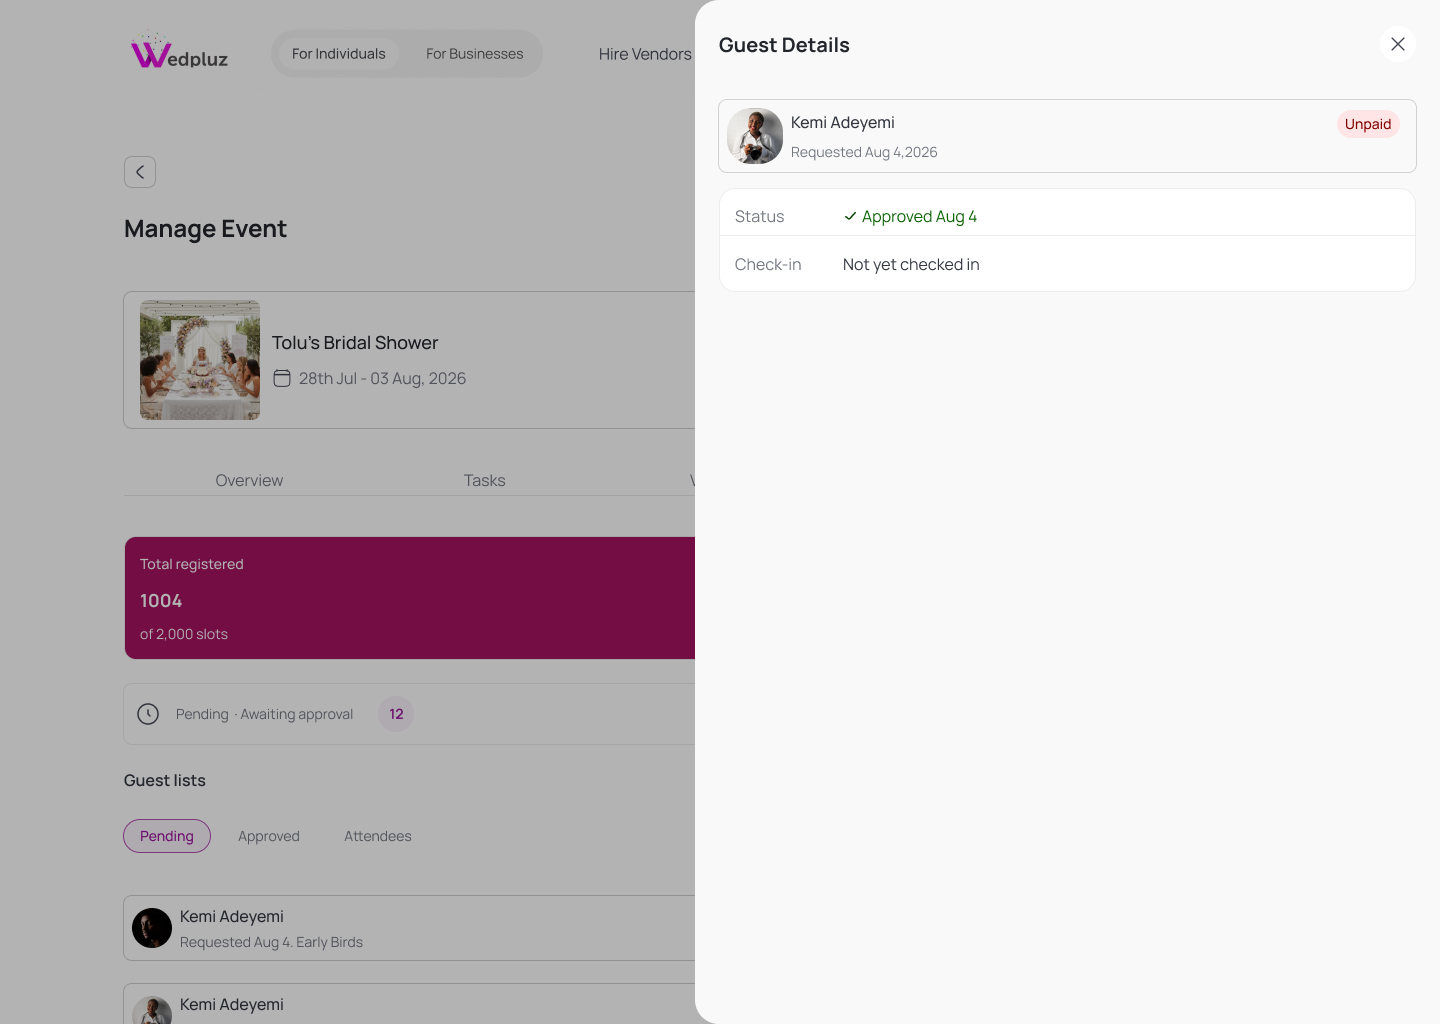 Wedpluz
For Individuals
For Businesses
Hire Vendors
Manage Event
Tolu's Bridal Shower
28th Jul - 03 Aug, 2026
Overview
Tasks
Total registered
1004
of 2,000 slots
Pending · Awaiting approval
12
Guest lists
Pending
Approved
Attendees
Kemi Adeyemi
Requested Aug 4. Early Birds
Kemi Adeyemi
Guest Details
Kemi Adeyemi
Unpaid
Requested Aug 4,2026
Status
Approved Aug 4
Check-in
Not yet checked in